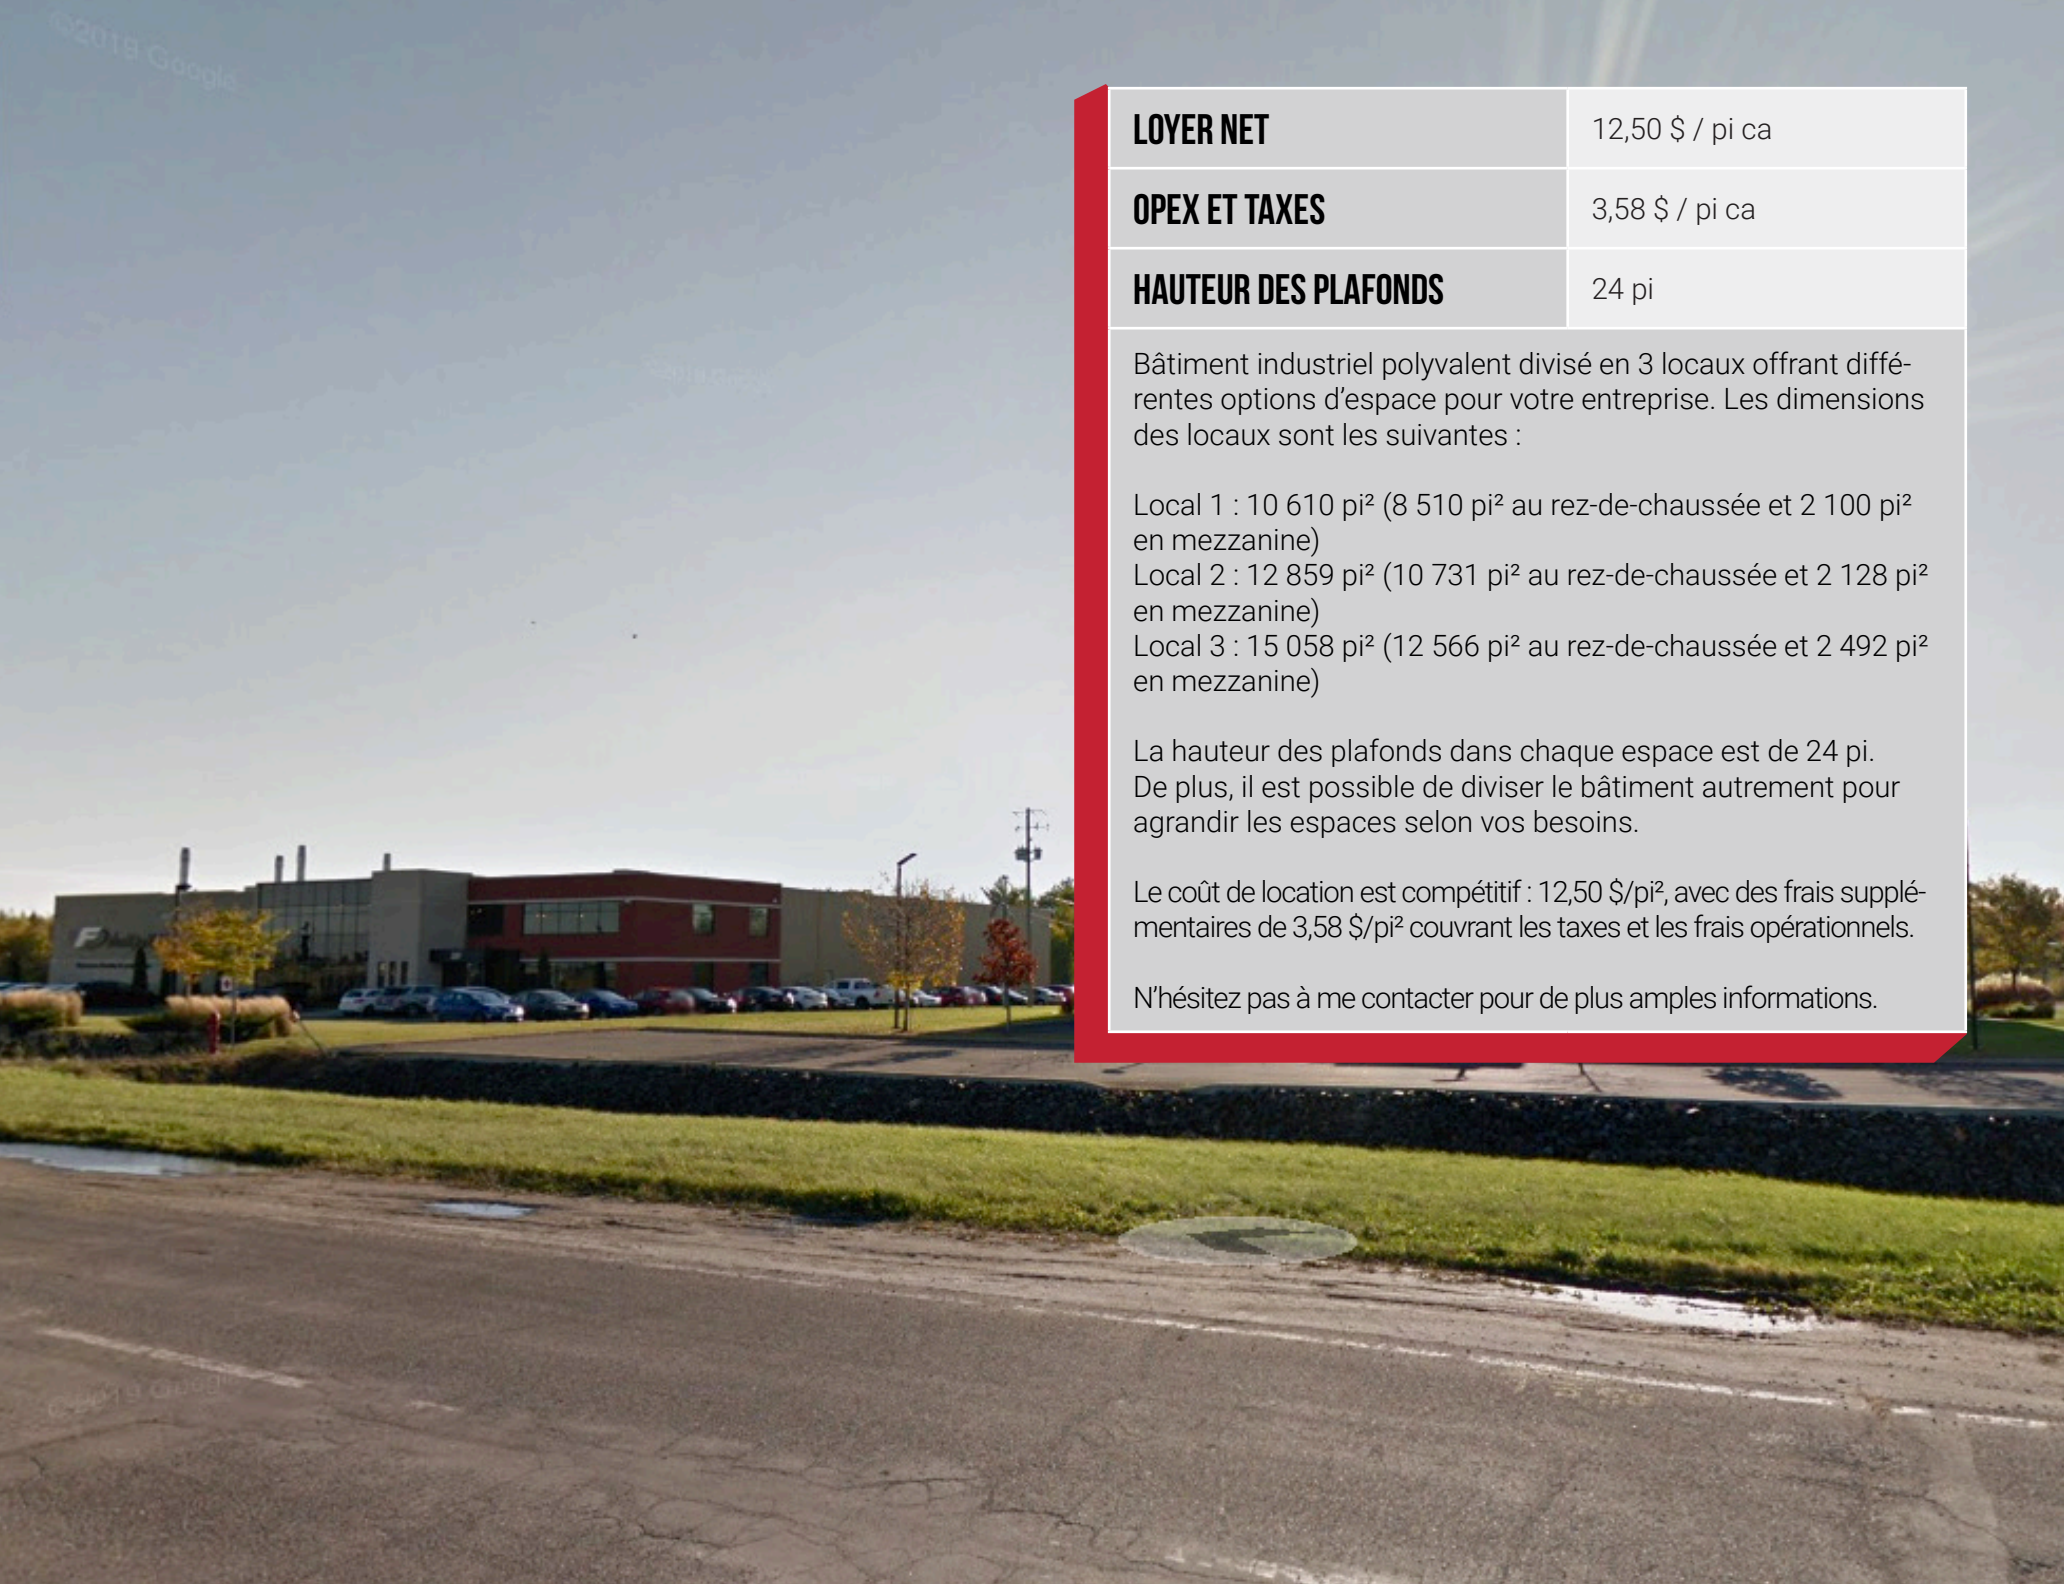 ©2019 Google
LOYER NET
12,50 $ / pi ca
OPEX ET TAXES
3,58 $ / pi ca
HAUTEUR DES PLAFONDS
24 pi
Bâtiment industriel polyvalent divisé en 3 locaux offrant diffé-
rentes options d’espace pour votre entreprise. Les dimensions
des locaux sont les suivantes :
Local 1 : 10 610 pi² (8 510 pi² au rez-de-chaussée et 2 100 pi²
en mezzanine)
Local 2 : 12 859 pi² (10 731 pi² au rez-de-chaussée et 2 128 pi²
en mezzanine)
Local 3 : 15 058 pi² (12 566 pi² au rez-de-chaussée et 2 492 pi²
en mezzanine)
La hauteur des plafonds dans chaque espace est de 24 pi.
De plus, il est possible de diviser le bâtiment autrement pour
agrandir les espaces selon vos besoins.
Le coût de location est compétitif : 12,50 $/pi², avec des frais supplé-
mentaires de 3,58 $/pi² couvrant les taxes et les frais opérationnels.
N’hésitez pas à me contacter pour de plus amples informations.
©2019 Google